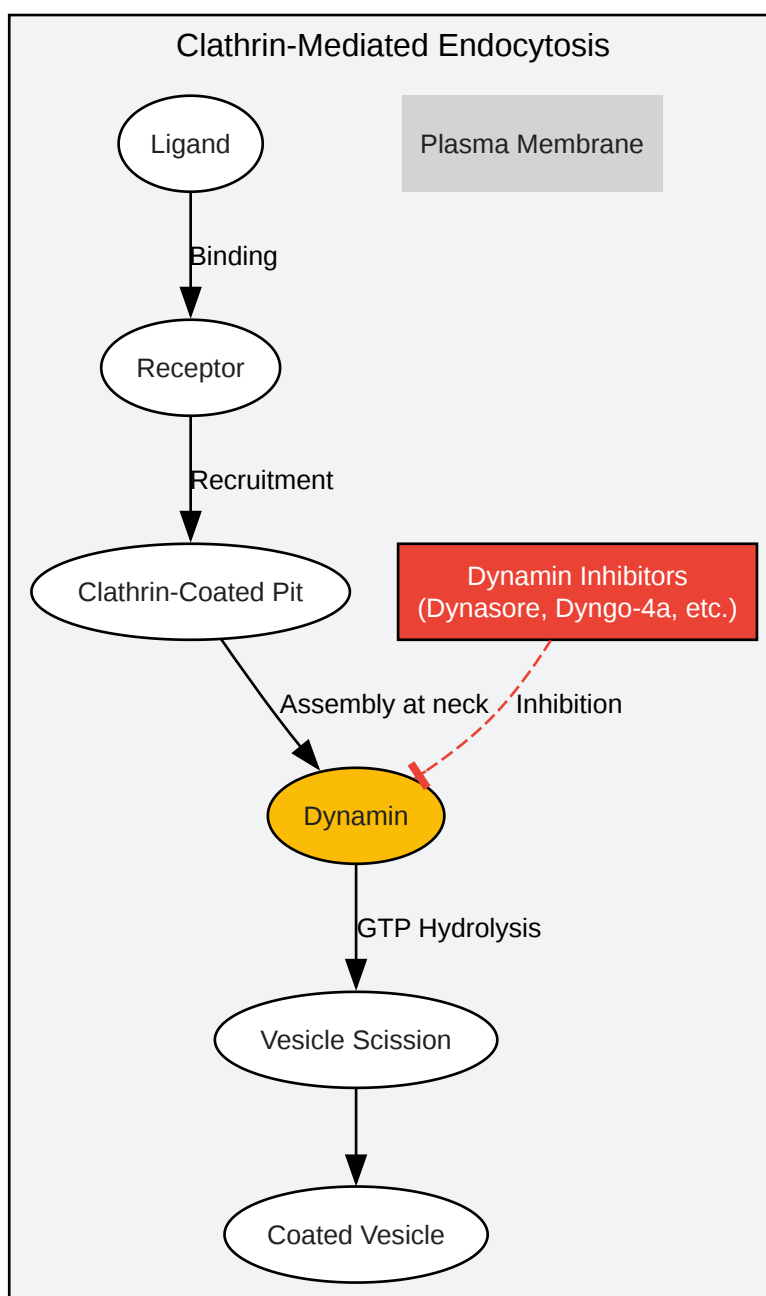 Clathrin-Mediated Endocytosis
Ligand
Plasma Membrane
Binding
Receptor
Recruitment
Clathrin-Coated Pit
Dynamin Inhibitors
(Dynasore, Dyngo-4a, etc.)
Assembly at neck
Inhibition
Dynamin
GTP Hydrolysis
Vesicle Scission
Coated Vesicle